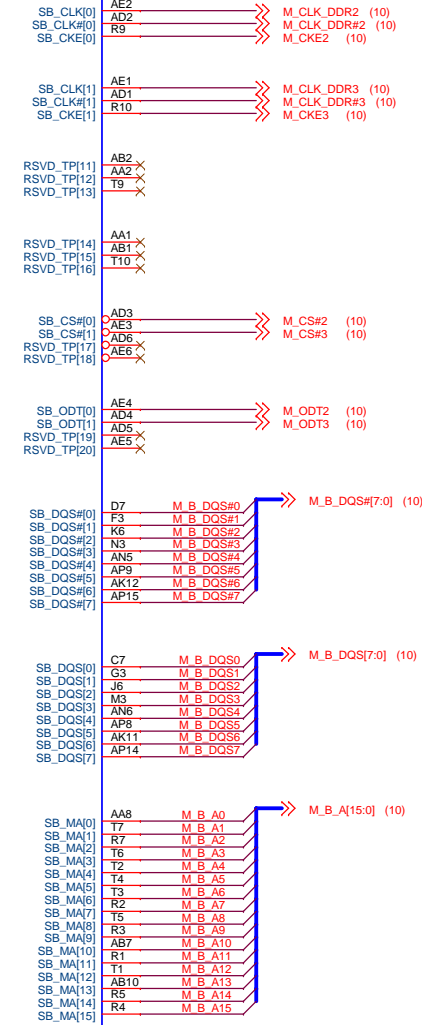 SB_CLK[0] AE2 M_CLK_DDR2 (10)
SB_CLK#[0] AD2 M_CLK_DDR#2 (10)
SB_CKE[0] R9 M_CKE2 (10)
SB_CLK[1] AE1 M_CLK_DDR3 (10)
SB_CLK#[1] AD1 M_CLK_DDR#3 (10)
SB_CKE[1] R10 M_CKE3 (10)
RSVD_TP[11] AB2
RSVD_TP[12] AA2
RSVD_TP[13] T9
RSVD_TP[14] AA1
RSVD_TP[15] AB1
RSVD_TP[16] T10
SB_CS#[0] AD3 M_CS#2 (10)
SB_CS#[1] AE3 M_CS#3 (10)
RSVD_TP[17] AD6
RSVD_TP[18] AE6
SB_ODT[0] AE4 M_ODT2 (10)
SB_ODT[1] AD4 M_ODT3 (10)
RSVD_TP[19] AD5
RSVD_TP[20] AE5
M_B_DQS#[7:0] (10)
SB_DQS#[0] D7 M_B_DQS#0
SB_DQS#[1] F3 M_B_DQS#1
SB_DQS#[2] K6 M_B_DQS#2
SB_DQS#[3] N3 M_B_DQS#3
SB_DQS#[4] AN5 M_B_DQS#4
SB_DQS#[5] AP9 M_B_DQS#5
SB_DQS#[6] AK12 M_B_DQS#6
SB_DQS#[7] AP15 M_B_DQS#7
M_B_DQS[7:0] (10)
SB_DQS[0] C7 M_B_DQS0
SB_DQS[1] G3 M_B_DQS1
SB_DQS[2] J6 M_B_DQS2
SB_DQS[3] M3 M_B_DQS3
SB_DQS[4] AN6 M_B_DQS4
SB_DQS[5] AP8 M_B_DQS5
SB_DQS[6] AK11 M_B_DQS6
SB_DQS[7] AP14 M_B_DQS7
M_B_A[15:0] (10)
SB_MA[0] AA8 M_B_A0
SB_MA[1] T7 M_B_A1
SB_MA[2] R7 M_B_A2
SB_MA[3] T6 M_B_A3
SB_MA[4] T2 M_B_A4
SB_MA[5] T4 M_B_A5
SB_MA[6] T3 M_B_A6
SB_MA[7] R2 M_B_A7
SB_MA[8] T5 M_B_A8
SB_MA[9] R3 M_B_A9
SB_MA[10] AB7 M_B_A10
SB_MA[11] R1 M_B_A11
SB_MA[12] T1 M_B_A12
SB_MA[13] AB10 M_B_A13
SB_MA[14] R5 M_B_A14
SB_MA[15] R4 M_B_A15